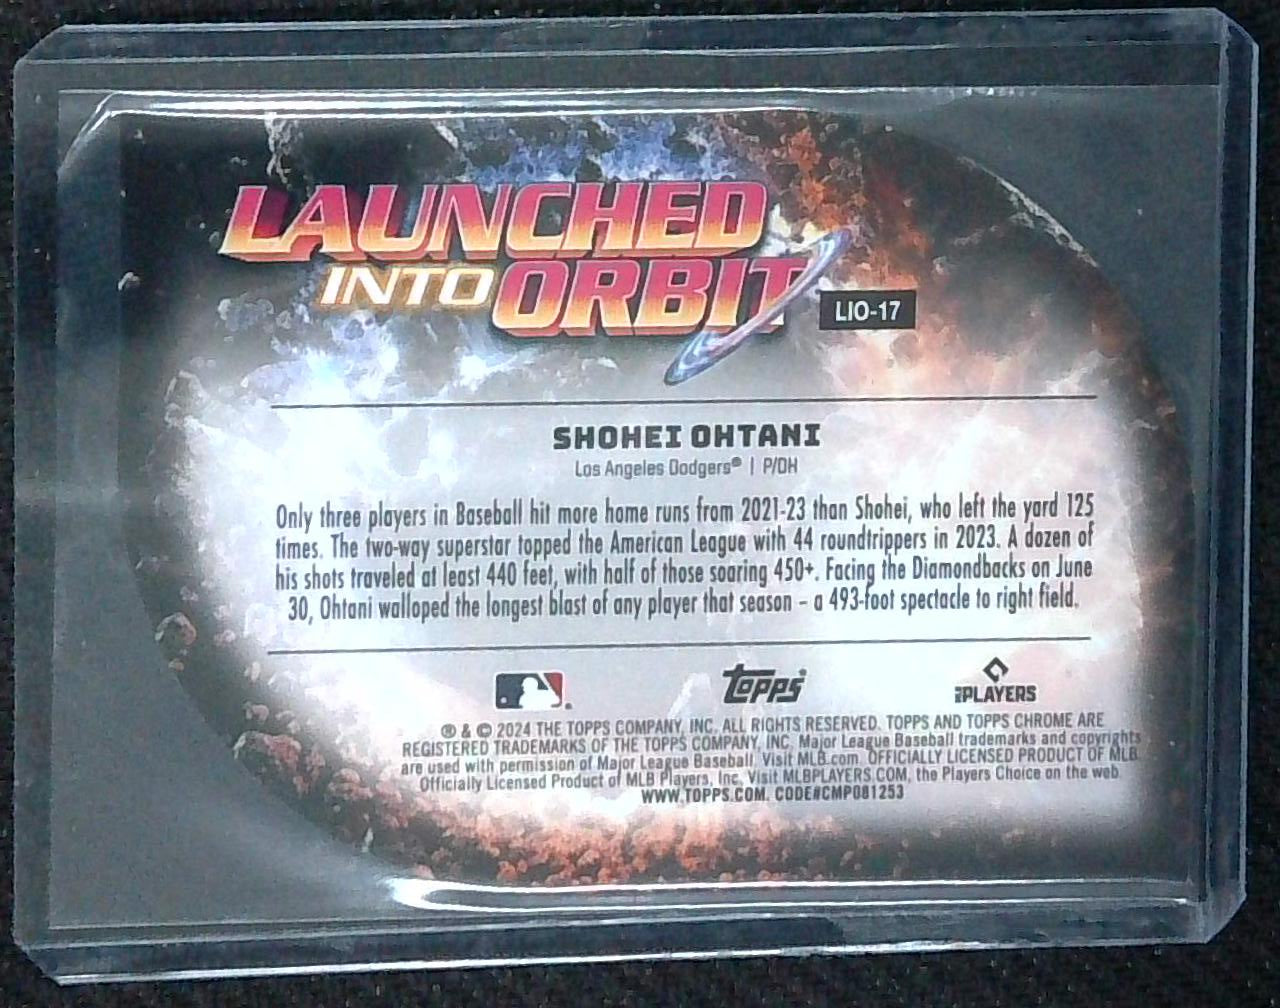 LAUNCHED
INTO ORBIT
LIO-17
SHOHEI OHTANI
Los Angeles Dodgers® | P/DH
Only three players in Baseball hit more home runs from 2021-23 than Shohei, who left the yard 125
times. The two-way superstar topped the American League with 44 roundtrippers in 2023. A dozen of
his shots traveled at least 440 feet, with half of those soaring 450+. Facing the Diamondbacks on June
30, Ohtani walloped the longest blast of any player that season – a 493-foot spectacle to right field.
topps
PLAYERS
® & © 2024 THE TOPPS COMPANY, INC. ALL RIGHTS RESERVED. TOPPS AND TOPPS CHROME ARE
REGISTERED TRADEMARKS OF THE TOPPS COMPANY, INC. Major League Baseball trademarks and copyrights
are used with permission of Major League Baseball. Visit MLB.com. OFFICIALLY LICENSED PRODUCT OF MLB
Officially Licensed Product of MLB Players, Inc. Visit MLBPLAYERS.COM, the Players Choice on the web.
WWW.TOPPS.COM. CODE#CMP081253